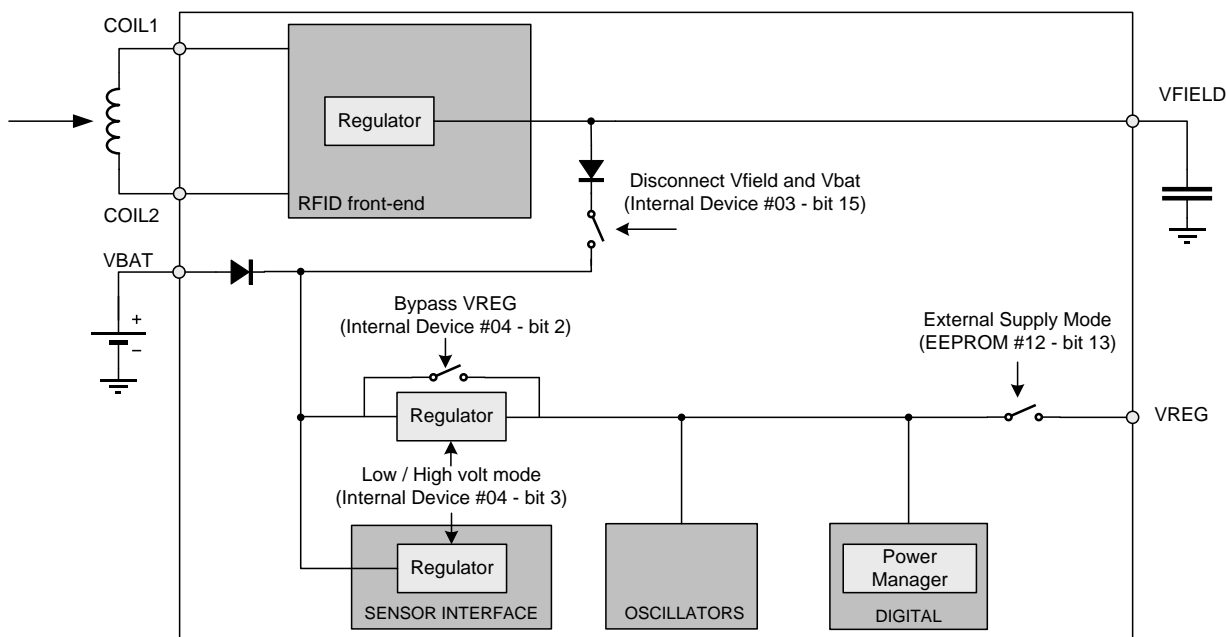 COIL1
VFIELD
Regulator
Disconnect Vfield and Vbat
(Internal Device #03 - bit 15)
RFID front-end
COIL2
VBAT
+
−
Bypass VREG
(Internal Device #04 - bit 2)
External Supply Mode
(EEPROM #12 - bit 13)
Regulator
VREG
Low / High volt mode
(Internal Device #04 - bit 3)
Regulator
SENSOR INTERFACE
OSCILLATORS
Power
Manager
DIGITAL